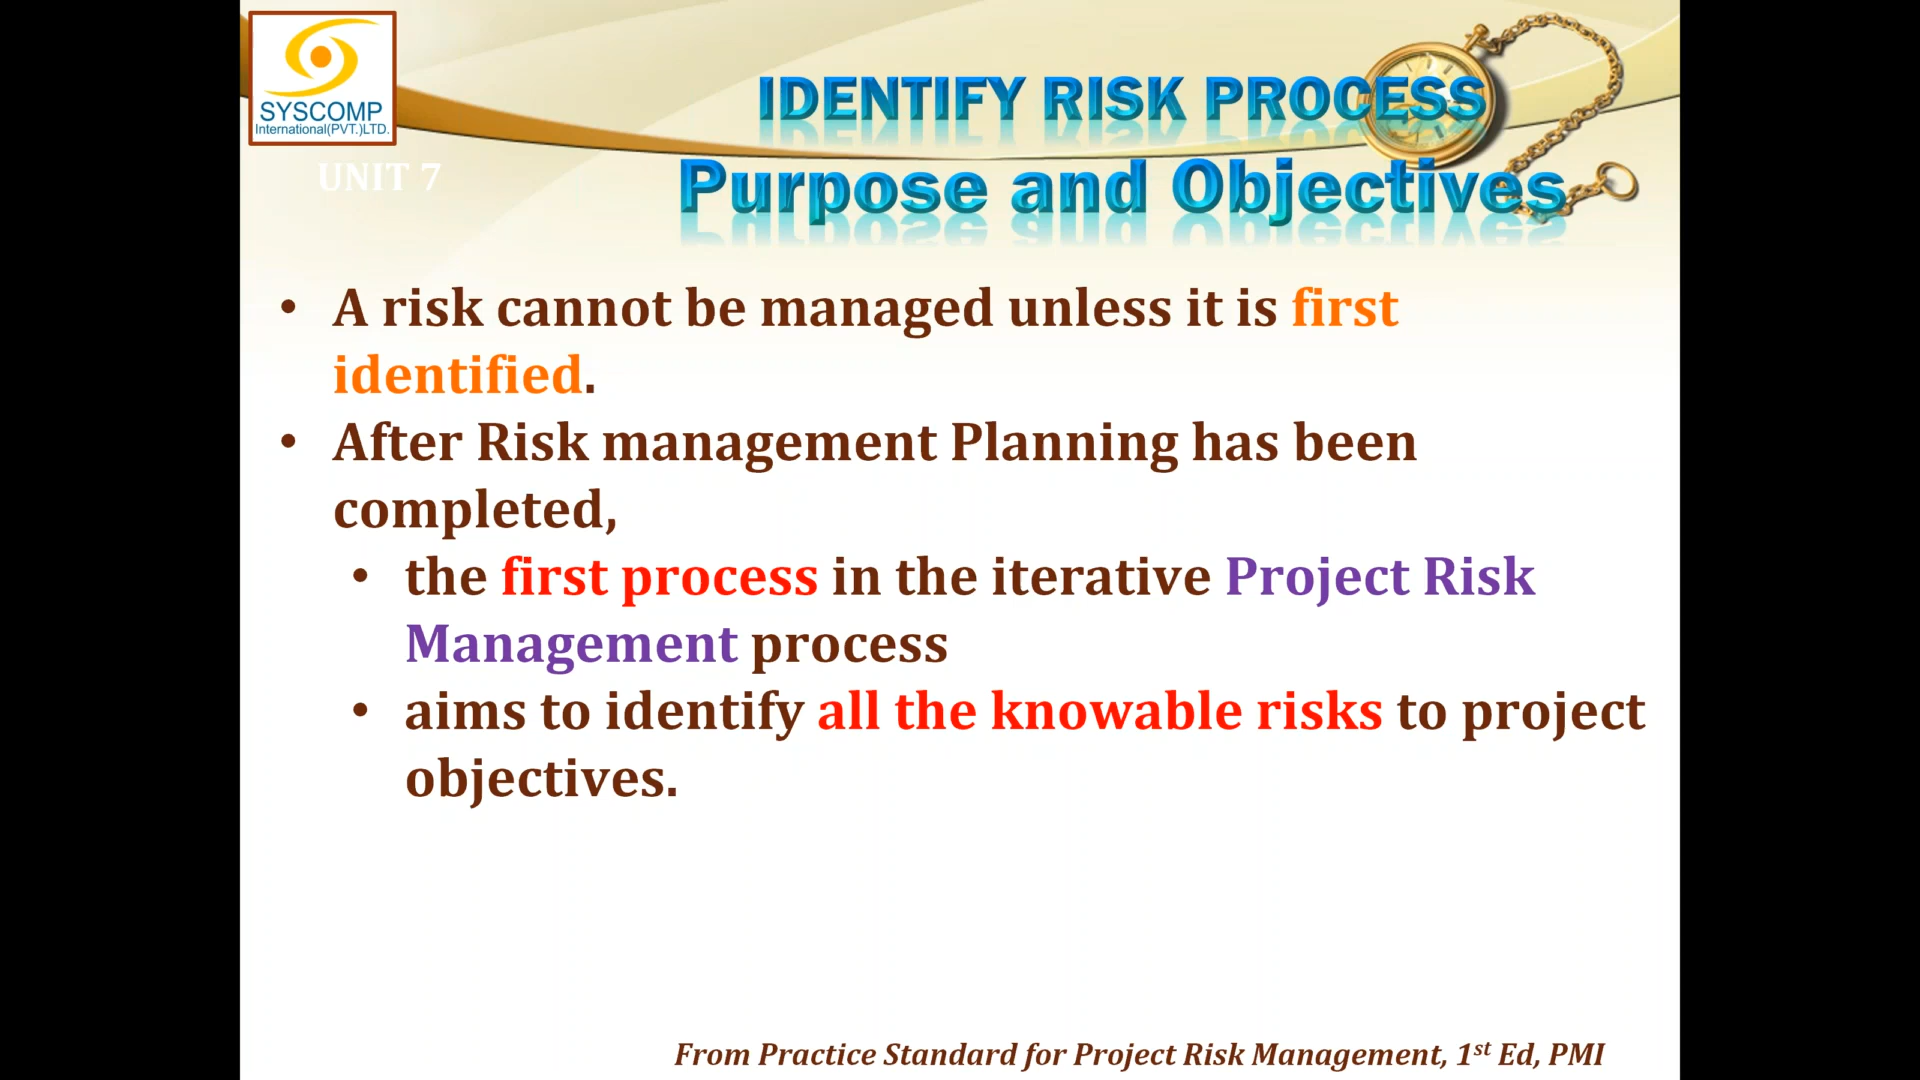 SYSCOMP
International(PVT.)LTD.
UNIT 7
IDENTIFY RISK PROCESS
Purpose and Objectives
• A risk cannot be managed unless it is first
identified.
• After Risk management Planning has been
completed,
• the first process in the iterative Project Risk
Management process
• aims to identify all the knowable risks to project
objectives.
From Practice Standard for Project Risk Management, 1st Ed, PMI